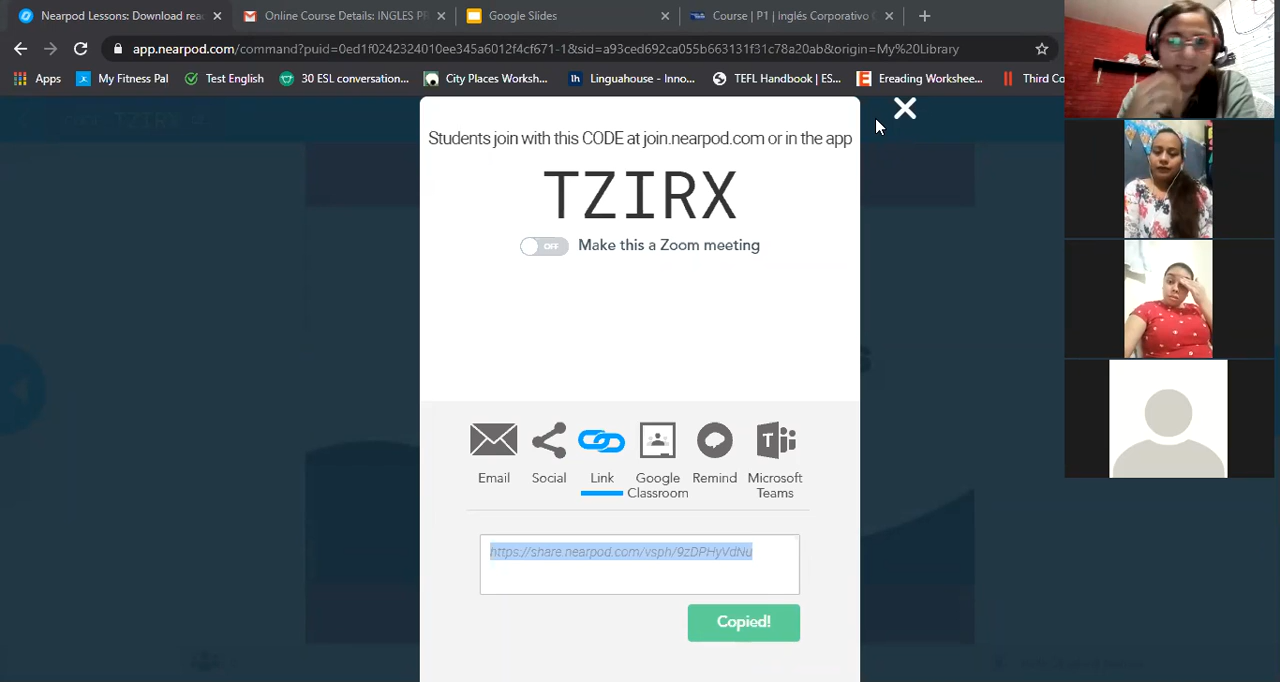 Nearpod Lessons: Download rea
Online Course Details: INGLES PR
Google Slides
Course | P1 | Inglés Corporativo
app.nearpod.com/command?puid=0ed1f0242324010ee345a6012f4cf671-1&sid=a93ced692ca055b663131f31c78a20ab&origin=My%20Library
Apps
My Fitness Pal
Test English
30 ESL conversation...
City Places Worksh...
lh Linguahouse - Inno...
TEFL Handbook | ES...
E Ereading Workshee...
Third Co
Students join with this CODE at join.nearpod.com or in the app
TZIRX
OFF Make this a Zoom meeting
Email
Social
Link
Google Classroom
Remind
Microsoft Teams
https://share.nearpod.com/vsph/9zDPHyVdNu
Copied!